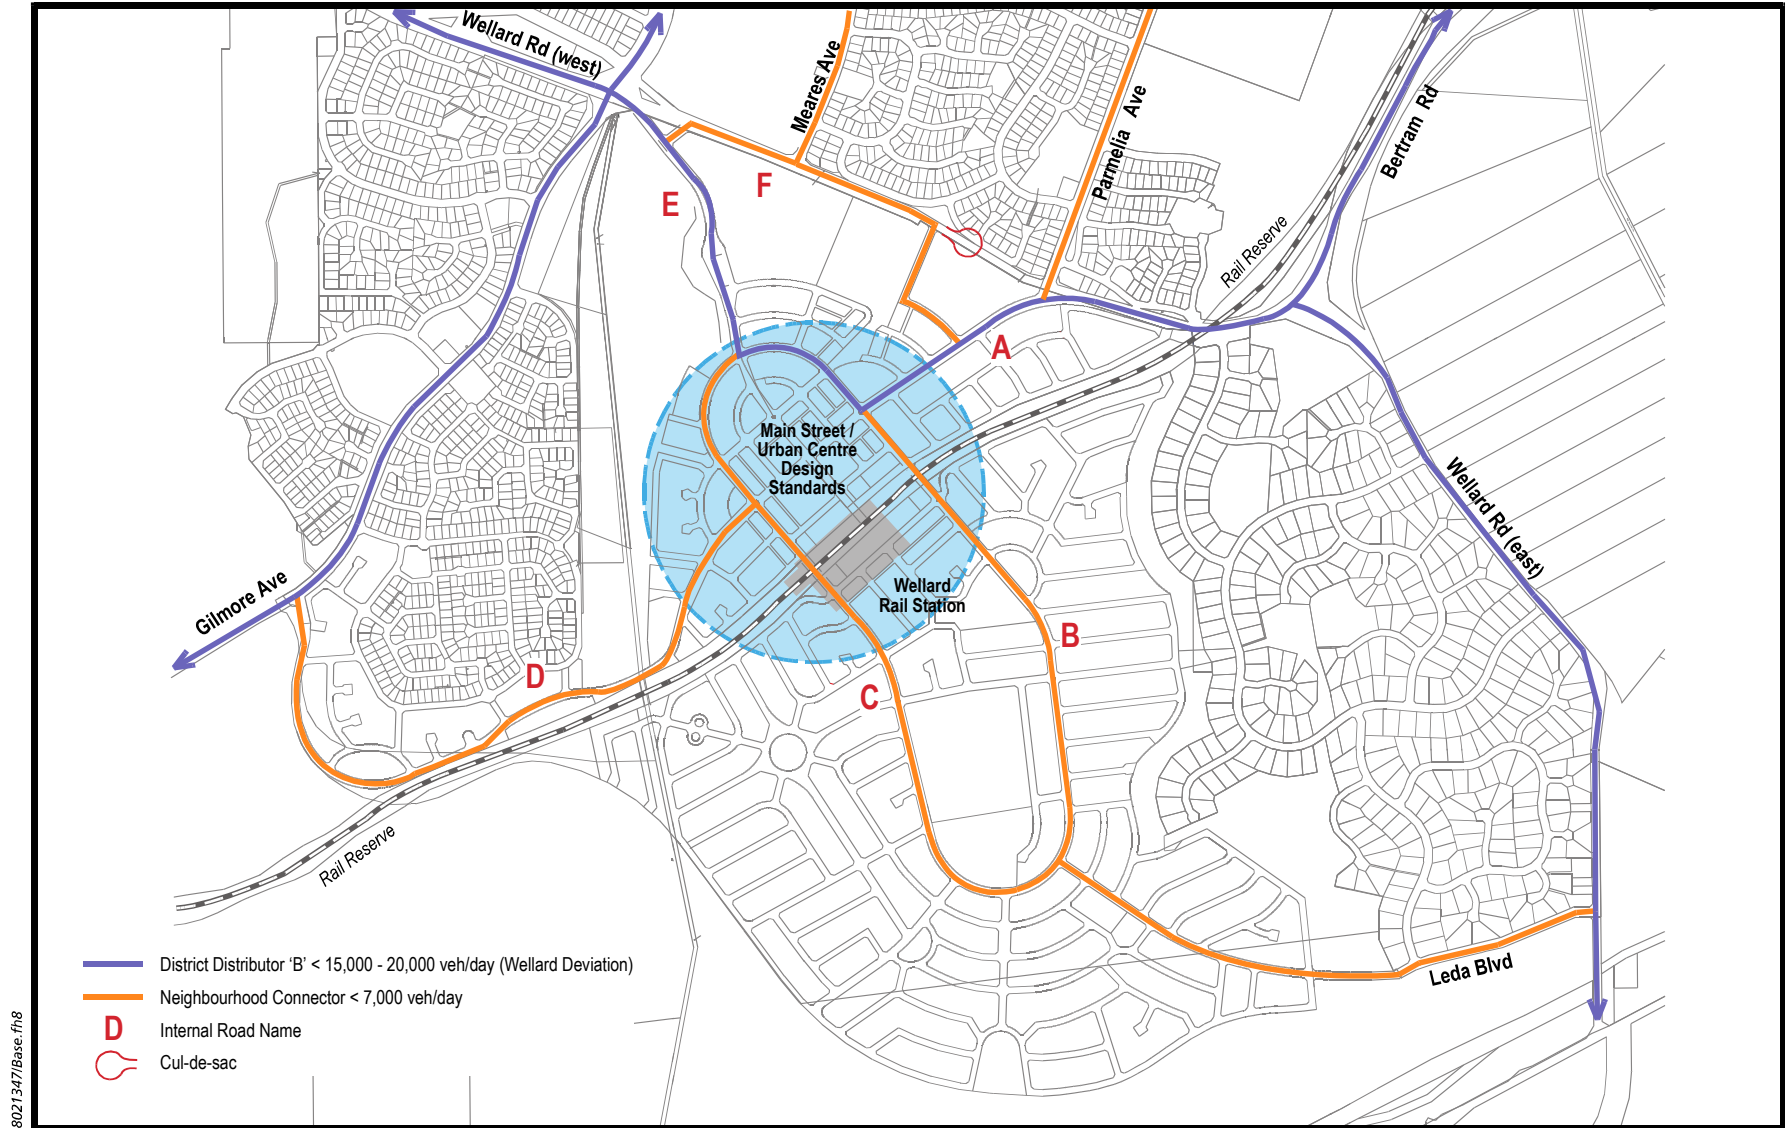 Wellard Rd (west)
Meares Ave
Parmelia Ave
Bertram Rd
F
E
Rail Reserve
A
Main Street /
Urban Centre
Design
Standards
Wellard Rd (east)
Wellard
Rail Station
Gilmore Ave
B
D
C
Rail Reserve
Leda Blvd
District Distributor ‘B’ < 15,000 - 20,000 veh/day (Wellard Deviation)
Neighbourhood Connector < 7,000 veh/day
D Internal Road Name
Cul-de-sac
8021347/Base.fh8